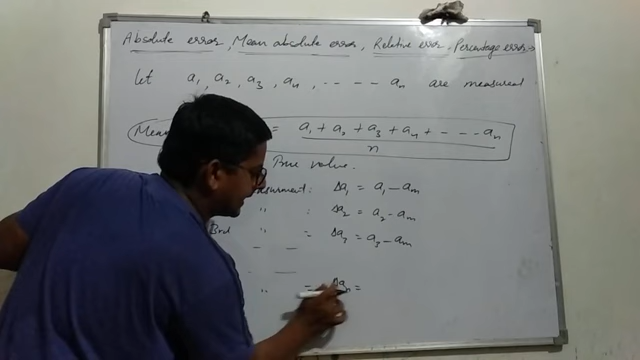 Absolute error, Mean absolute error, Relative error, Percentage error:-
Let a₁, a₂, a₃, a₄, ---- aₙ are measured
Mean = a₁ + a₂ + a₃ + a₄ + --- aₙ
n
True value.
Δa₁ = a₁ - aₘ
" : Δa₂ = a₂ - aₘ
3rd " = Δa₃ = a₃ - aₘ
— —
—
" = Δaₙ =